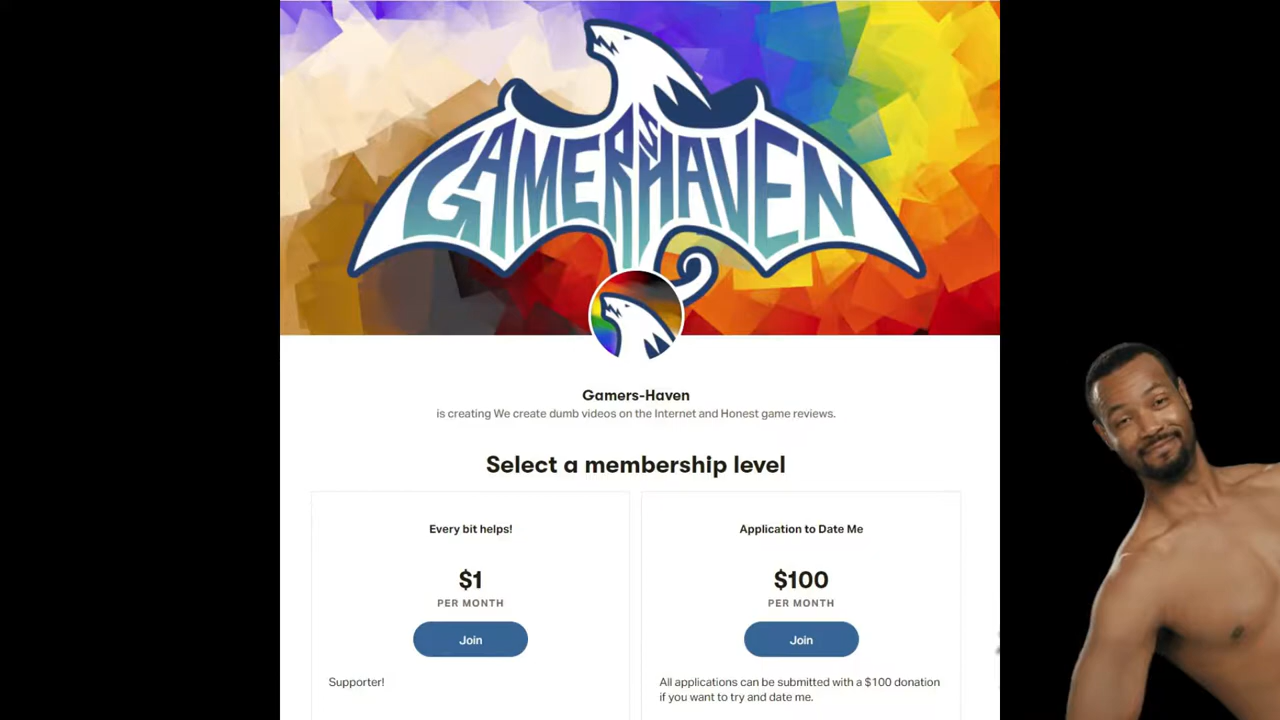 GAMERS HAVEN
Gamers-Haven
is creating We create dumb videos on the Internet and Honest game reviews.
Select a membership level
Every bit helps!
$1
PER MONTH
Join
Supporter!
Application to Date Me
$100
PER MONTH
Join
All applications can be submitted with a $100 donation
if you want to try and date me.